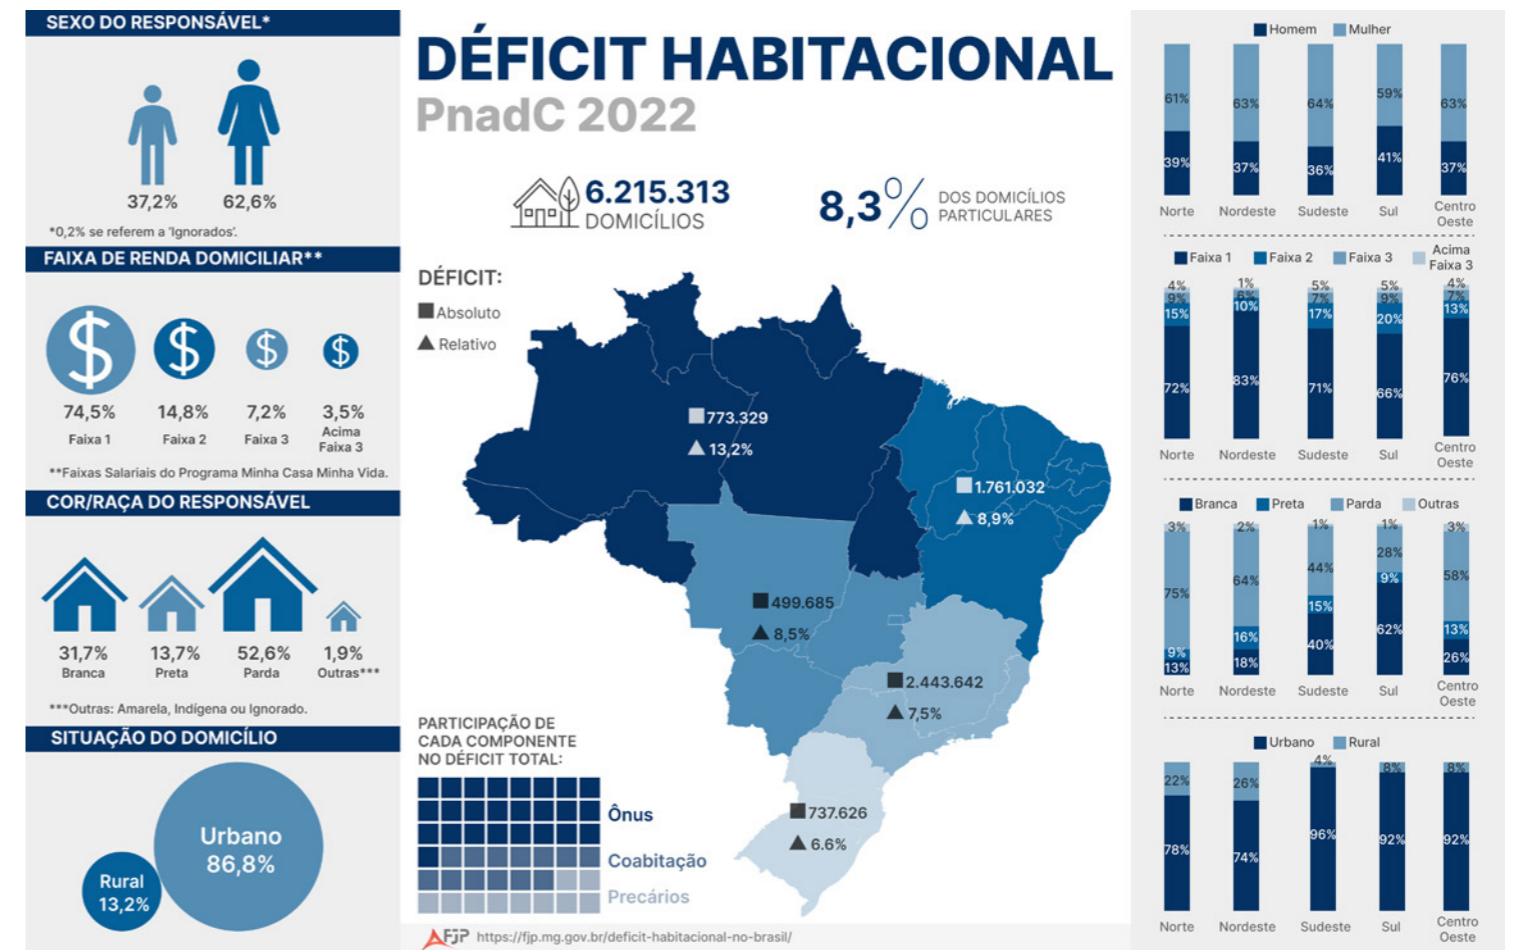 SEXO DO RESPONSÁVEL*
37,2%
62,6%
*0,2% se referem a 'Ignorados'.
FAIXA DE RENDA DOMICILIAR**
74,5%
14,8%
7,2%
3,5%
Faixa 1
Faixa 2
Faixa 3
Acima
Faixa 3
**Faixas Salariais do Programa Minha Casa Minha Vida.
COR/RAÇA DO RESPONSÁVEL
31,7%
13,7%
52,6%
1,9%
Branca
Preta
Parda
Outras***
***Outras: Amarela, Indígena ou Ignorado.
SITUAÇÃO DO DOMICÍLIO
Urbano
86,8%
Rural
13,2%
DÉFICIT HABITACIONAL
PnadC 2022
6.215.313
DOMICÍLIOS
8,3%
DOS DOMICÍLIOS
PARTICULARES
DÉFICIT:
Absoluto
Relativo
773.329
13,2%
1.761.032
8,9%
499.685
8,5%
2.443.642
7,5%
737.626
6.6%
PARTICIPAÇÃO DE
CADA COMPONENTE
NO DÉFICIT TOTAL:
Ônus
Coabitação
Precários
FJP https://fjp.mg.gov.br/deficit-habitacional-no-brasil/
Homem Mulher
61% 63% 64% 59% 63%
39% 37% 36% 41% 37%
Norte Nordeste Sudeste Sul Centro
Oeste
Faixa 1 Faixa 2 Faixa 3 Acima
Faixa 3
4% 1% 5% 5% 4%
9% 6% 7% 9% 7%
15% 10% 17% 20% 13%
72% 83% 71% 66% 76%
Norte Nordeste Sudeste Sul Centro
Oeste
Branca Preta Parda Outras
3% 2% 1% 1% 3%
75% 64% 44% 28% 58%
9% 16% 15% 9% 13%
13% 18% 40% 62% 26%
Norte Nordeste Sudeste Sul Centro
Oeste
Urbano Rural
22% 26% 4% 8% 8%
78% 74% 96% 92% 92%
Norte Nordeste Sudeste Sul Centro
Oeste